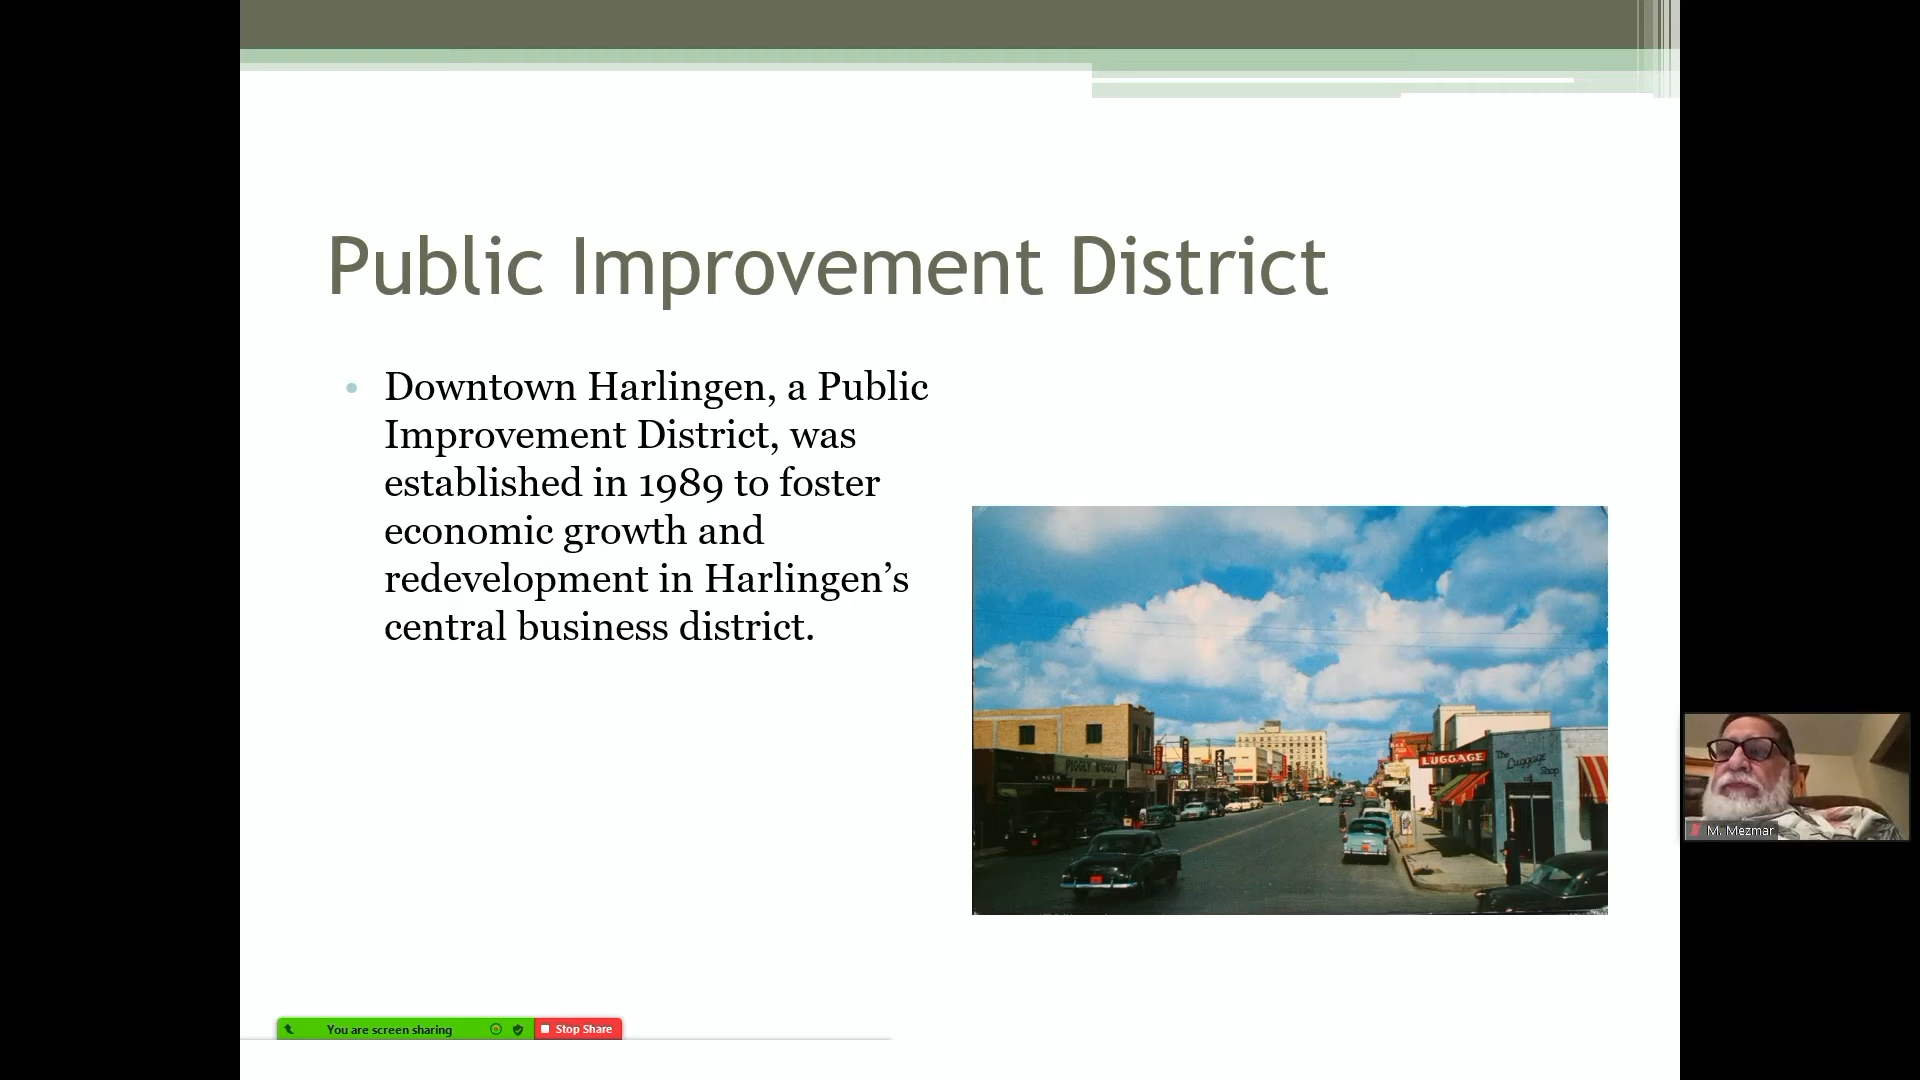 Public Improvement District
• Downtown Harlingen, a Public
Improvement District, was
established in 1989 to foster
economic growth and
redevelopment in Harlingen’s
central business district.
PIGGLY WIGGLY
LUGGAGE
The
Luggage
Shop
M. Mezmar
You are screen sharing
Stop Share